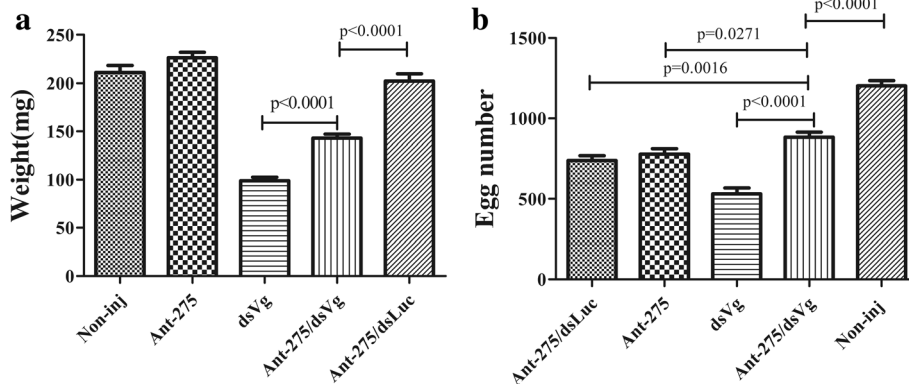 a
250
200
150
100
50
0
Weight(mg)
p<0.0001
p<0.0001
Non-inj
Ant-275
dsVg
Ant-275/dsVg
Ant-275/dsLuc
b
1500
1000
500
0
Egg number
p<0.0001
p=0.0271
p=0.0016
p<0.0001
Ant-275/dsLuc
Ant-275
dsVg
Ant-275/dsVg
Non-inj